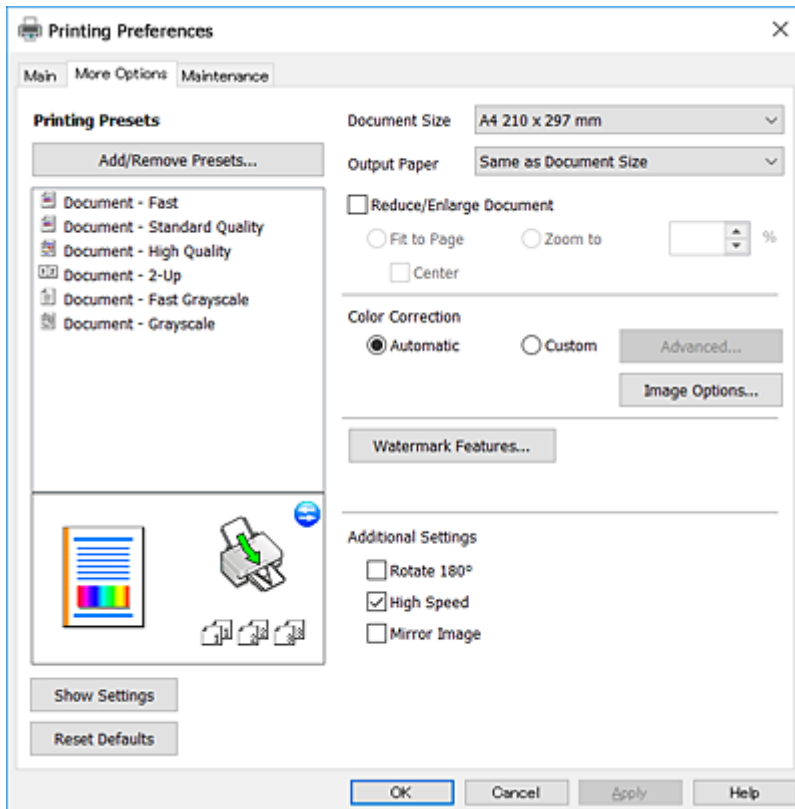 Printing Preferences
Main More Options Maintenance
Printing Presets
Add/Remove Presets...
Document - Fast
Document - Standard Quality
Document - High Quality
Document - 2-Up
Document - Fast Grayscale
Document - Grayscale
Show Settings
Reset Defaults
Document Size A4 210 x 297 mm
Output Paper Same as Document Size
Reduce/Enlarge Document
Fit to Page Zoom to %
Center
Color Correction
Automatic Custom Advanced...
Image Options...
Watermark Features...
Additional Settings
Rotate 180°
High Speed
Mirror Image
OK Cancel Apply Help